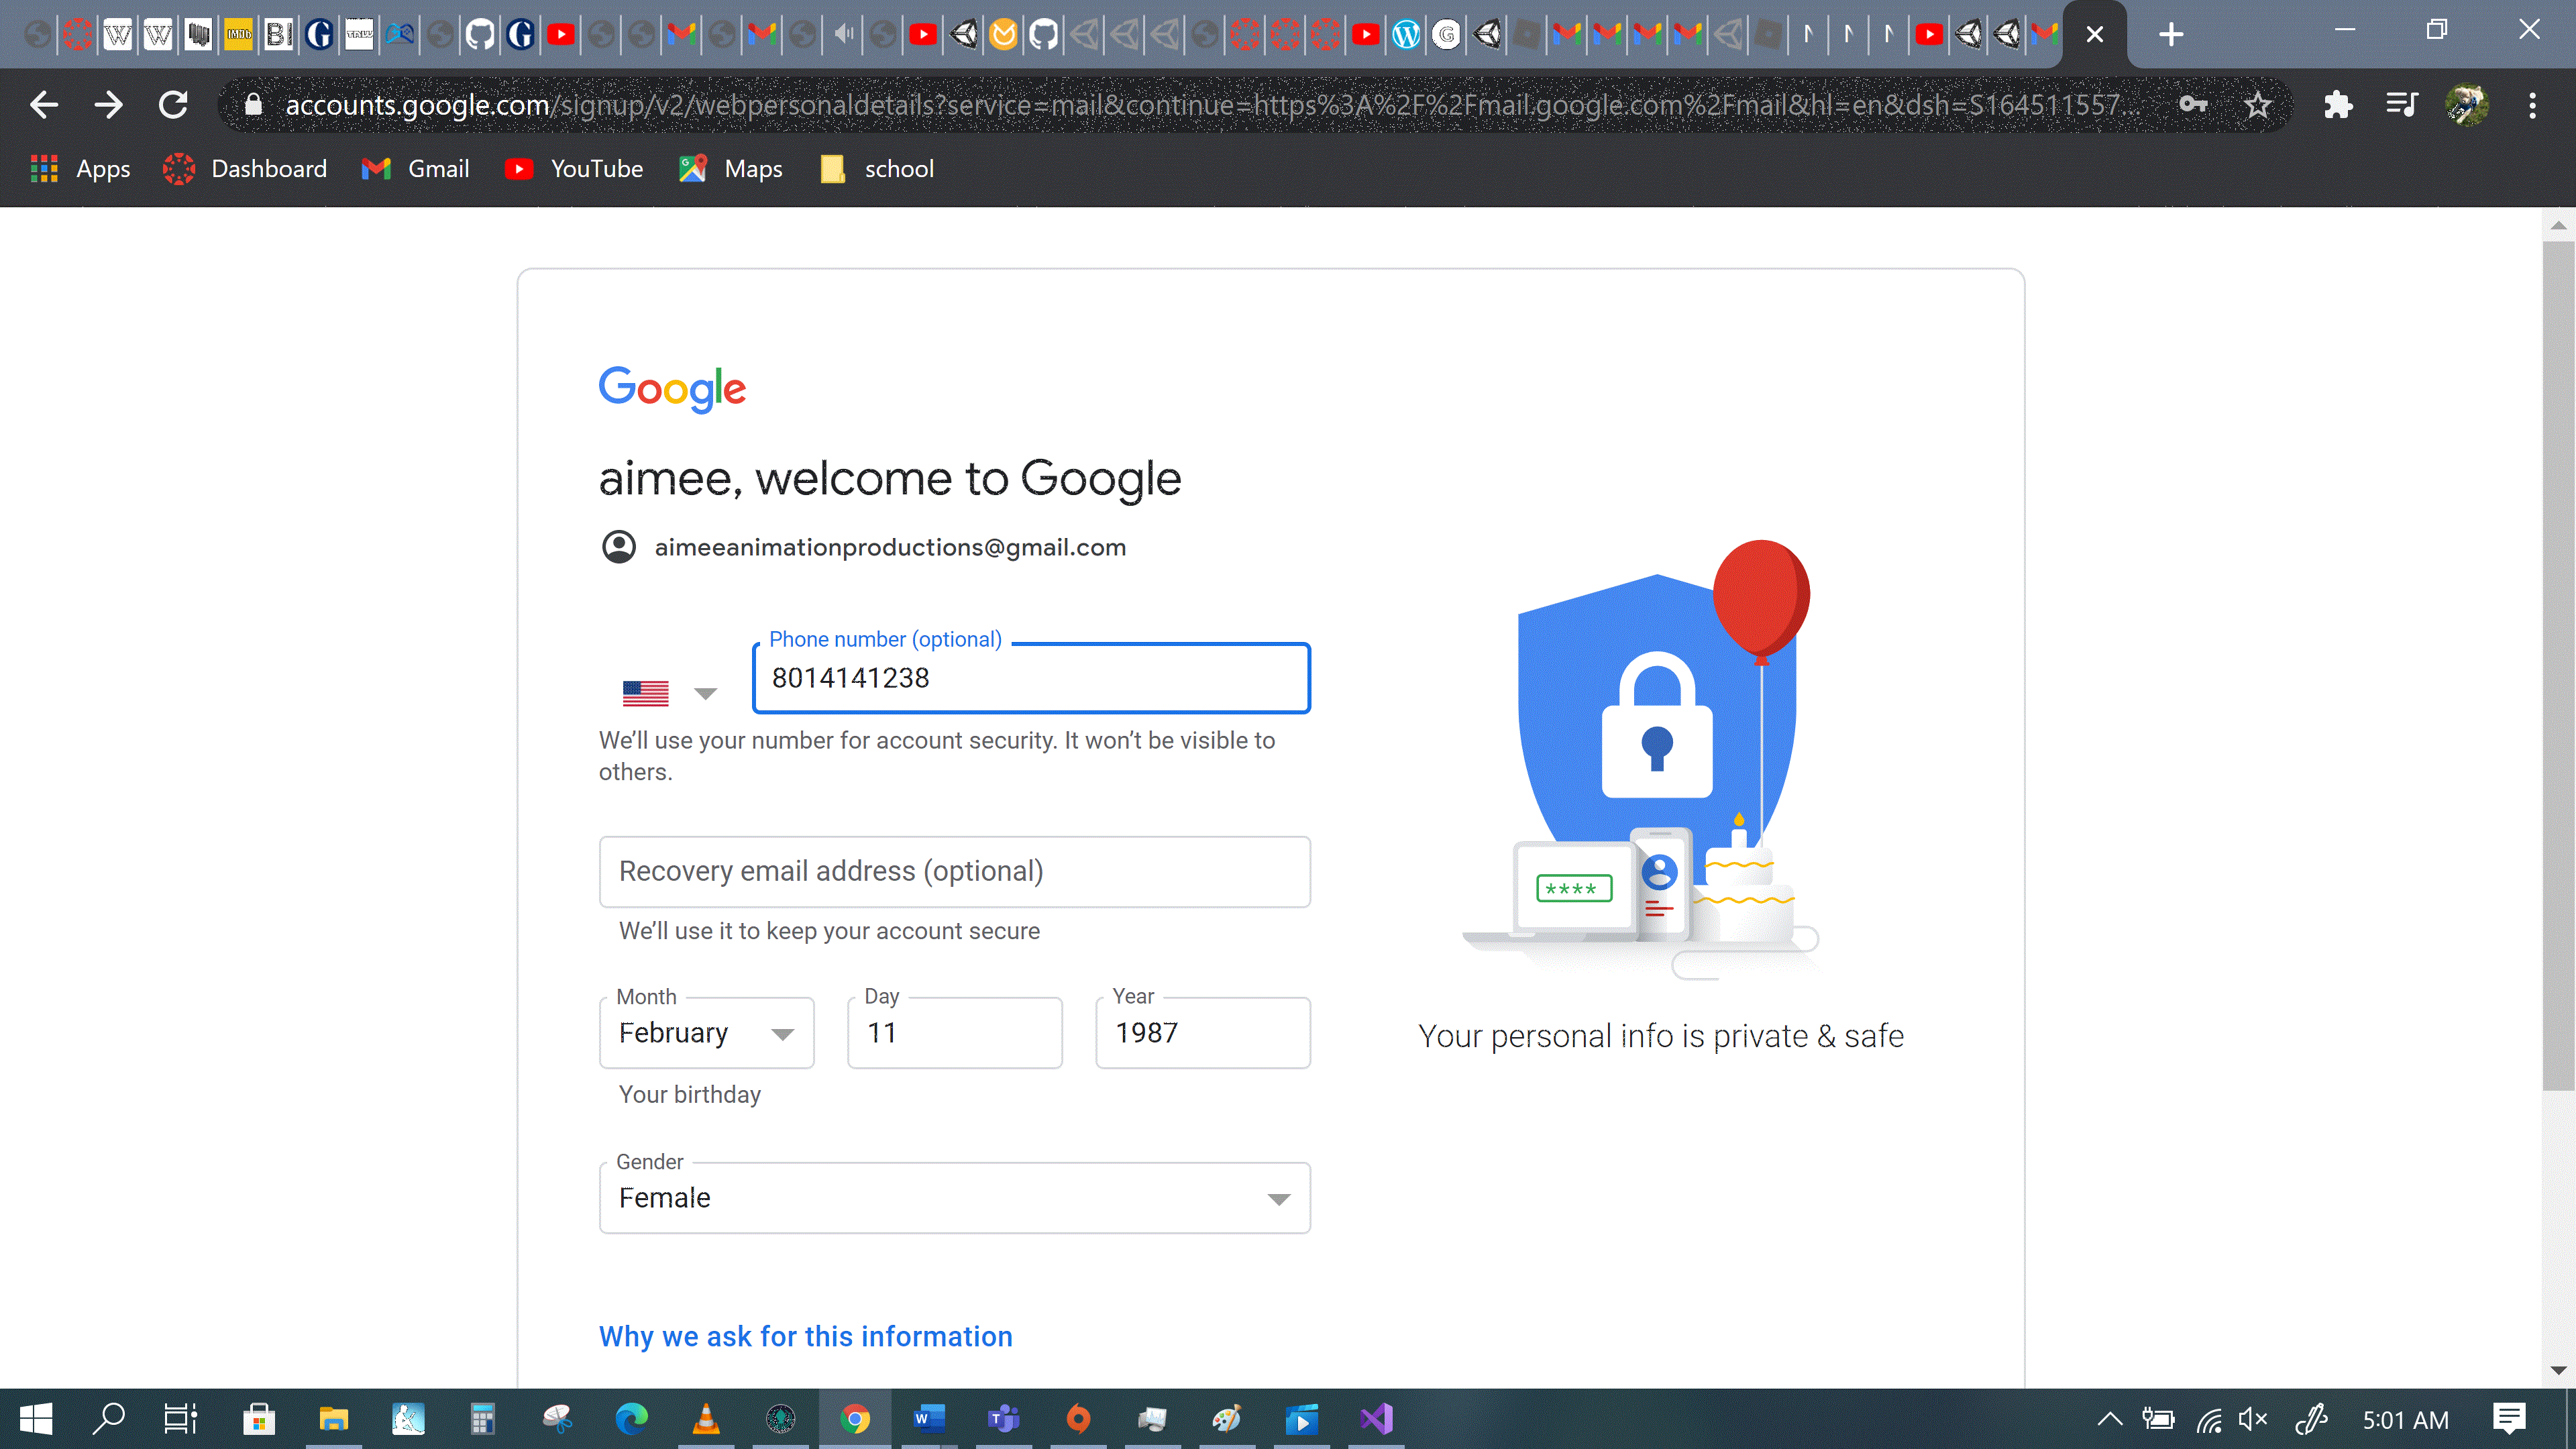 accounts.google.com/signup/v2/webpersonaldetails?service=mail&continue=https%3A%2F%2Fmail.google.com%2Fmail&hl=en&dsh=S164511557...
Apps Dashboard Gmail YouTube Maps school
Google
aimee, welcome to Google
aimeeanimationproductions@gmail.com
Phone number (optional)
8014141238
We'll use your number for account security. It won't be visible to
others.
Recovery email address (optional)
We'll use it to keep your account secure
Month Day Year
February 11 1987
Your birthday
Gender
Female
Why we ask for this information
****
Your personal info is private & safe
5:01 AM